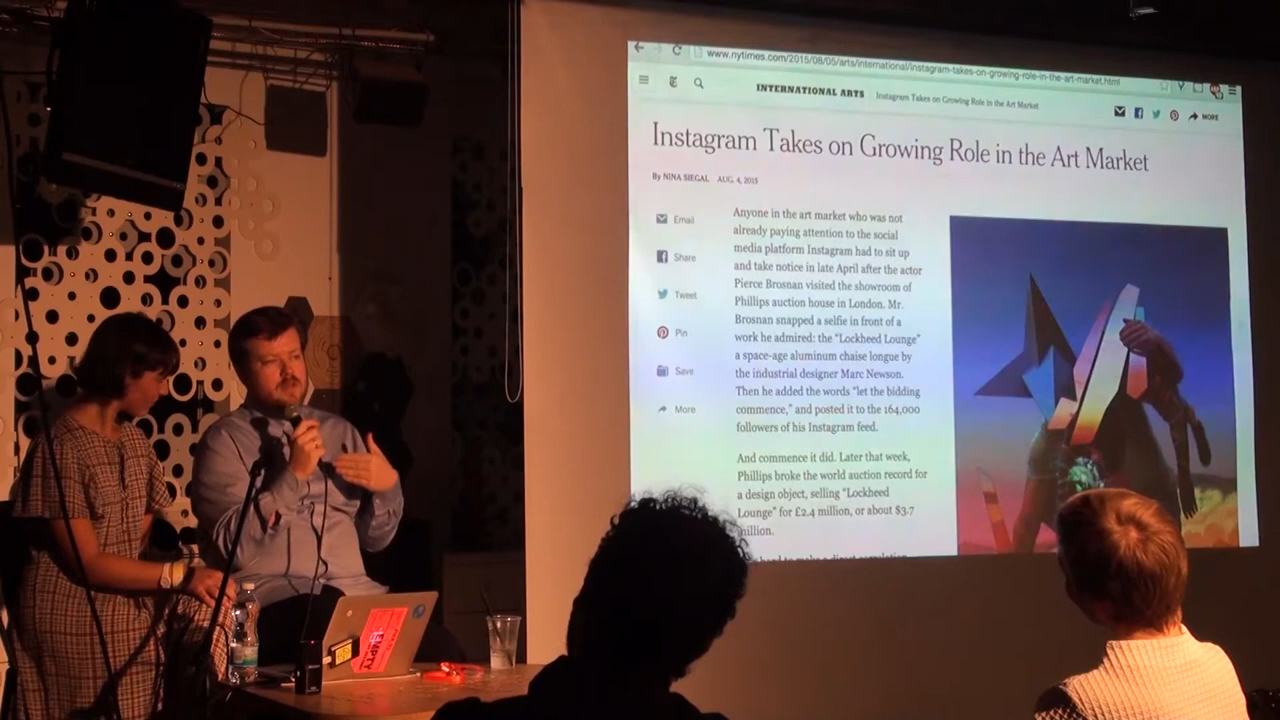 www.nytimes.com/2015/08/05/arts/international/instagram-takes-on-growing-role-in-the-art-market.html
INTERNATIONAL ARTS Instagram Takes on Growing Role in the Art Market
MORE
Instagram Takes on Growing Role in the Art Market
By NINA SIEGAL AUG. 4, 2015
Email
Share
Tweet
Pin
Save
More
Anyone in the art market who was not
already paying attention to the social
media platform Instagram had to sit up
and take notice in late April after the actor
Pierce Brosnan visited the showroom of
Phillips auction house in London. Mr.
Brosnan snapped a selfie in front of a
work he admired: the “Lockheed Lounge”
a space-age aluminum chaise longue by
the industrial designer Marc Newson.
Then he added the words “let the bidding
commence,” and posted it to the 164,000
followers of his Instagram feed.
And commence it did. Later that week,
Phillips broke the world auction record for
a design object, selling “Lockheed
Lounge” for £2.4 million, or about $3.7
million.
EMPTY